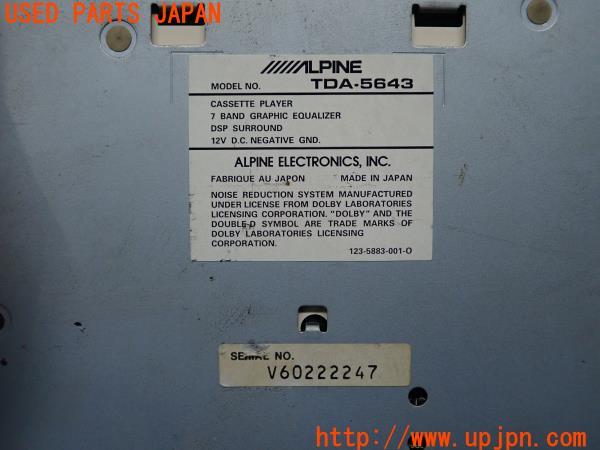 USED PARTS JAPAN
ALPINE
MODEL NO. TDA-5643
CASSETTE PLAYER
7 BAND GRAPHIC EQUALIZER
DSP SURROUND
12V D.C. NEGATIVE GND.
ALPINE ELECTRONICS, INC.
FABRIQUE AU JAPON MADE IN JAPAN
NOISE REDUCTION SYSTEM MANUFACTURED
UNDER LICENSE FROM DOLBY LABORATORIES
LICENSING CORPORATION. "DOLBY" AND THE
DOUBLE-D SYMBOL ARE TRADE MARKS OF
DOLBY LABORATORIES LICENSING
CORPORATION.
123-5883-001-O
SERIAL NO.
V60222247
UPJ
http://www.upjpn.com/